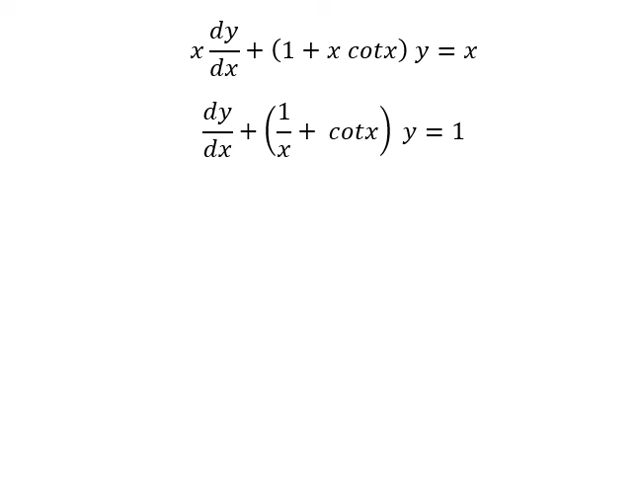 x dy/dx + (1 + x cotx) y = x
dy/dx + (1/x + cotx) y = 1